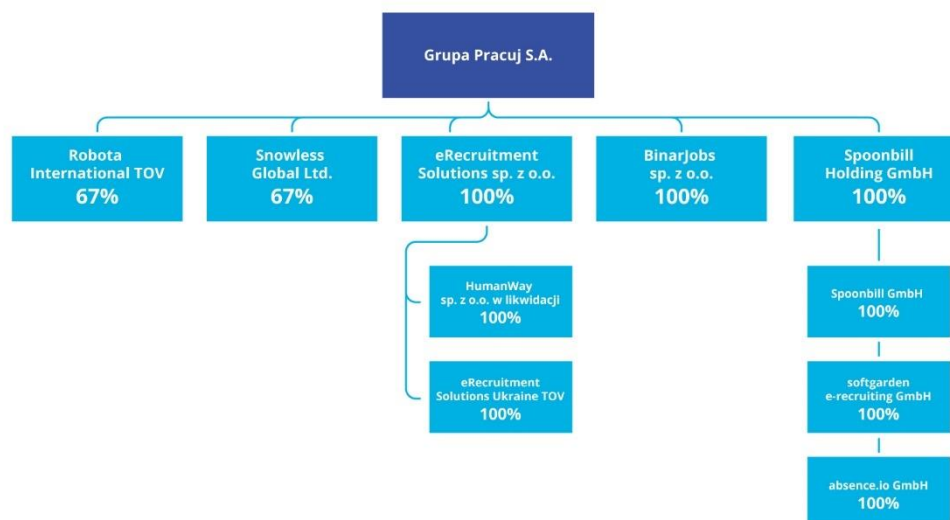 Grupa Pracuj S.A.
Robota
International TOV
67%
Snowless
Global Ltd.
67%
eRecruitment
Solutions sp. z o.o.
100%
BinarJobs
sp. z o.o.
100%
Spoonbill
Holding GmbH
100%
HumanWay
sp. z o.o. w likwidacji
100%
eRecruitment
Solutions Ukraine TOV
100%
Spoonbill GmbH
100%
softgarden
e-recruiting GmbH
100%
absence.io GmbH
100%